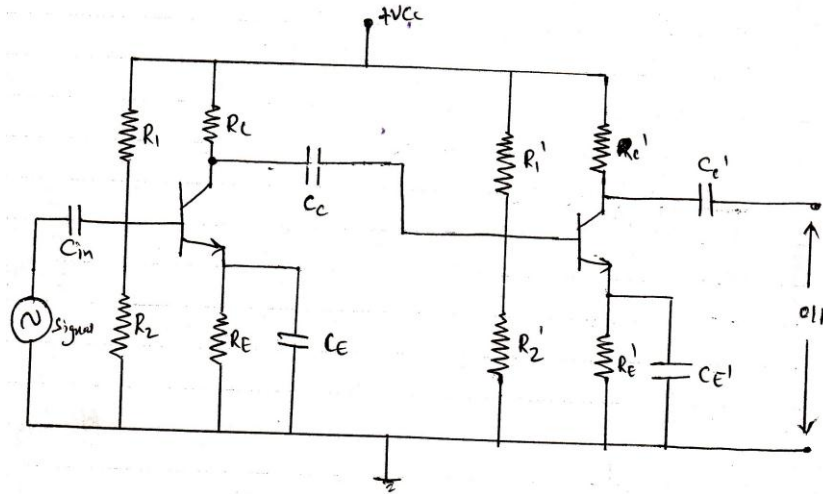 +VCC
R1
RC
CC
R1'
RC'
CC'
Cin
Signal
R2
RE
CE
R2'
RE'
CE'
O/P